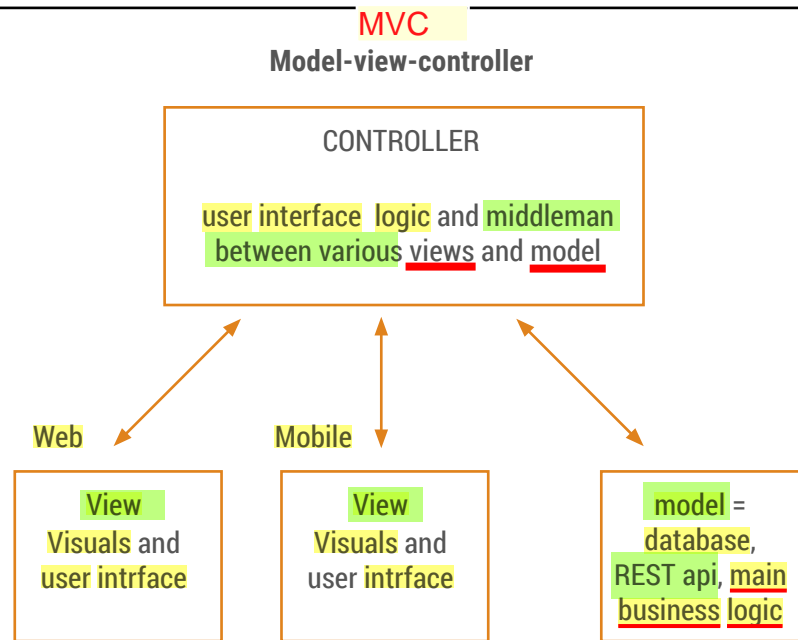 MVC
Model-view-controller
CONTROLLER
user interface logic and middleman
between various views and model
Web
Mobile
View
Visuals and
user intrface
View
Visuals and
user intrface
model =
database,
REST api, main
business logic